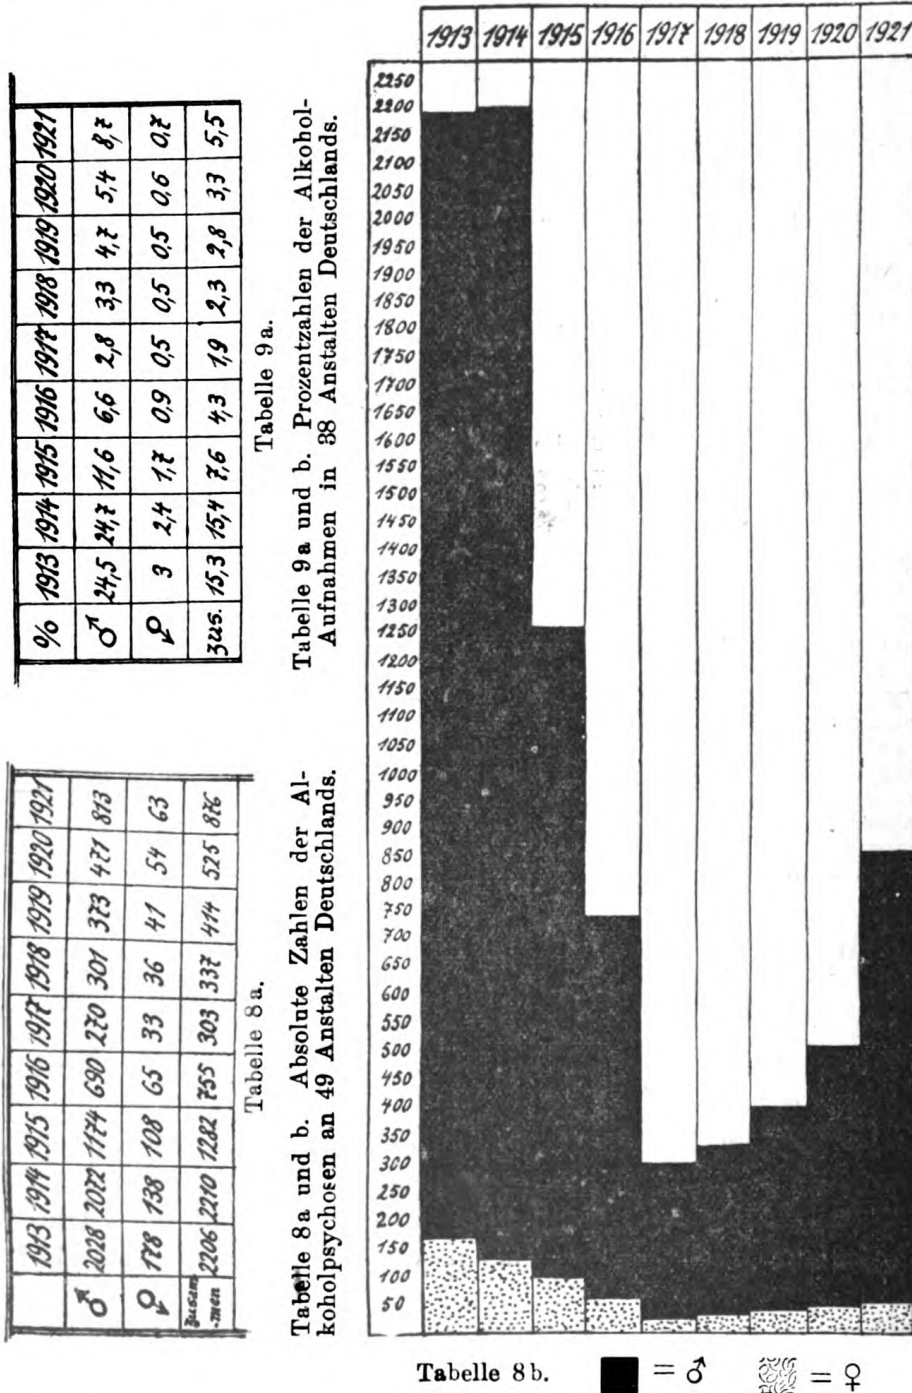 % 1913 1914 1915 1916 1917 1918 1919 1920 1921
♂ 24,5 24,7 11,6 6,6 2,8 3,3 4,7 5,4 8,7
♀ 3 2,4 1,7 0,9 0,5 0,5 0,5 0,6 0,7
zus. 15,3 15,4 7,6 4,3 1,9 2,3 2,8 3,3 5,5
Tabelle 9a.
Tabelle 9a und b. Prozentzahlen der Alkohol-
Aufnahmen in 38 Anstalten Deutschlands.
1913 1914 1915 1916 1917 1918 1919 1920 1921
♂ 2028 2072 1174 690 270 301 373 471 813
♀ 178 138 108 65 33 36 41 54 63
zusam-
men 2206 2210 1282 755 303 337 414 525 876
Tabelle 8a.
Tabelle 8a und b. Absolute Zahlen der Al-
koholpsychosen an 49 Anstalten Deutschlands.
1913 1914 1915 1916 1917 1918 1919 1920 1921
2250
2200
2150
2100
2050
2000
1950
1900
1850
1800
1750
1700
1650
1600
1550
1500
1450
1400
1350
1300
1250
1200
1150
1100
1050
1000
950
900
850
800
750
700
650
600
550
500
450
400
350
300
250
200
150
100
50
Tabelle 8b. = ♂ = ♀